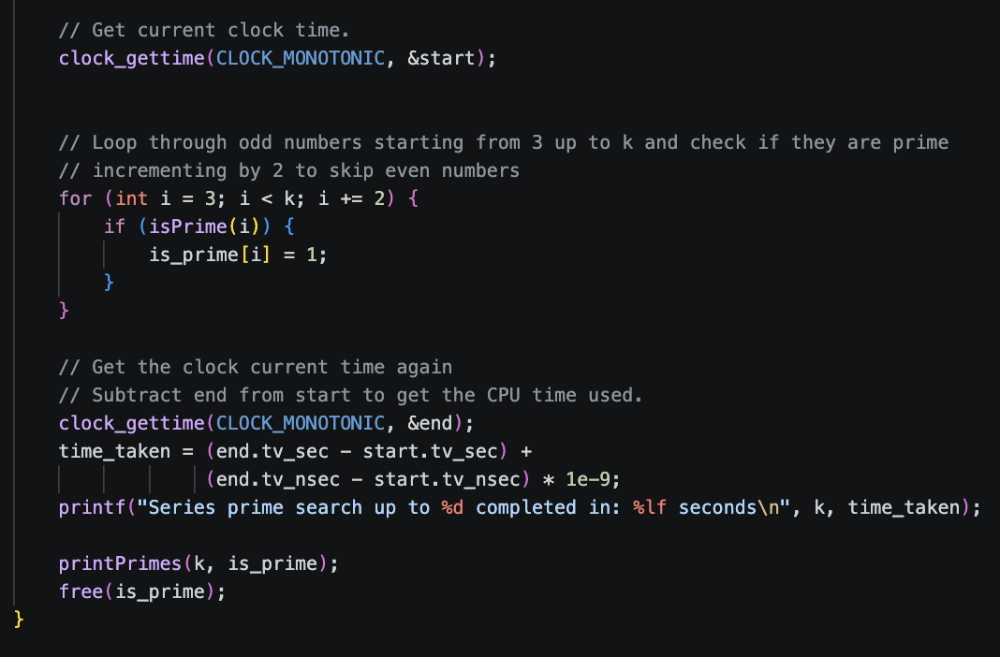 // Get current clock time.
clock_gettime(CLOCK_MONOTONIC, &start);
// Loop through odd numbers starting from 3 up to k and check if they are prime
// incrementing by 2 to skip even numbers
for (int i = 3; i < k; i += 2) {
if (isPrime(i)) {
is_prime[i] = 1;
}
}
// Get the clock current time again
// Subtract end from start to get the CPU time used.
clock_gettime(CLOCK_MONOTONIC, &end);
time_taken = (end.tv_sec - start.tv_sec) +
(end.tv_nsec - start.tv_nsec) * 1e-9;
printf("Series prime search up to %d completed in: %lf seconds\n", k, time_taken);
printPrimes(k, is_prime);
free(is_prime);
}